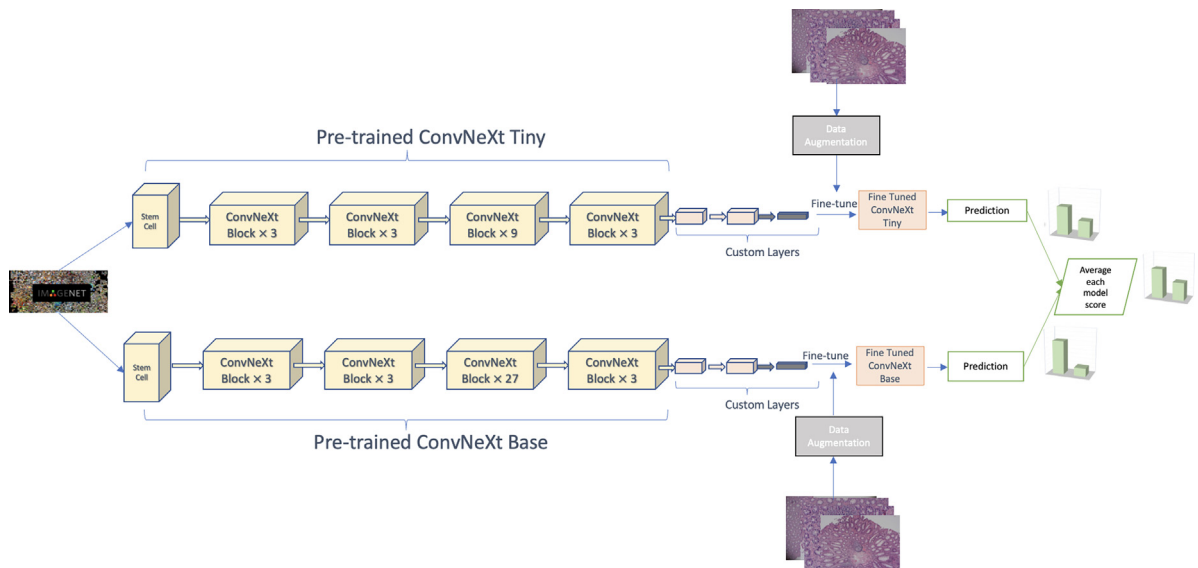 Data
Augmentation
Pre-trained ConvNeXt Tiny
Stem
Cell
ConvNeXt
Block × 3
ConvNeXt
Block × 3
ConvNeXt
Block × 9
ConvNeXt
Block × 3
Custom Layers
Fine-tune
Fine Tuned
ConvNeXt
Tiny
Prediction
IMAGENET
Average
each
model
score
Stem
Cell
ConvNeXt
Block × 3
ConvNeXt
Block × 3
ConvNeXt
Block × 27
ConvNeXt
Block × 3
Custom Layers
Fine-tune
Fine Tuned
ConvNeXt
Base
Prediction
Pre-trained ConvNeXt Base
Data
Augmentation